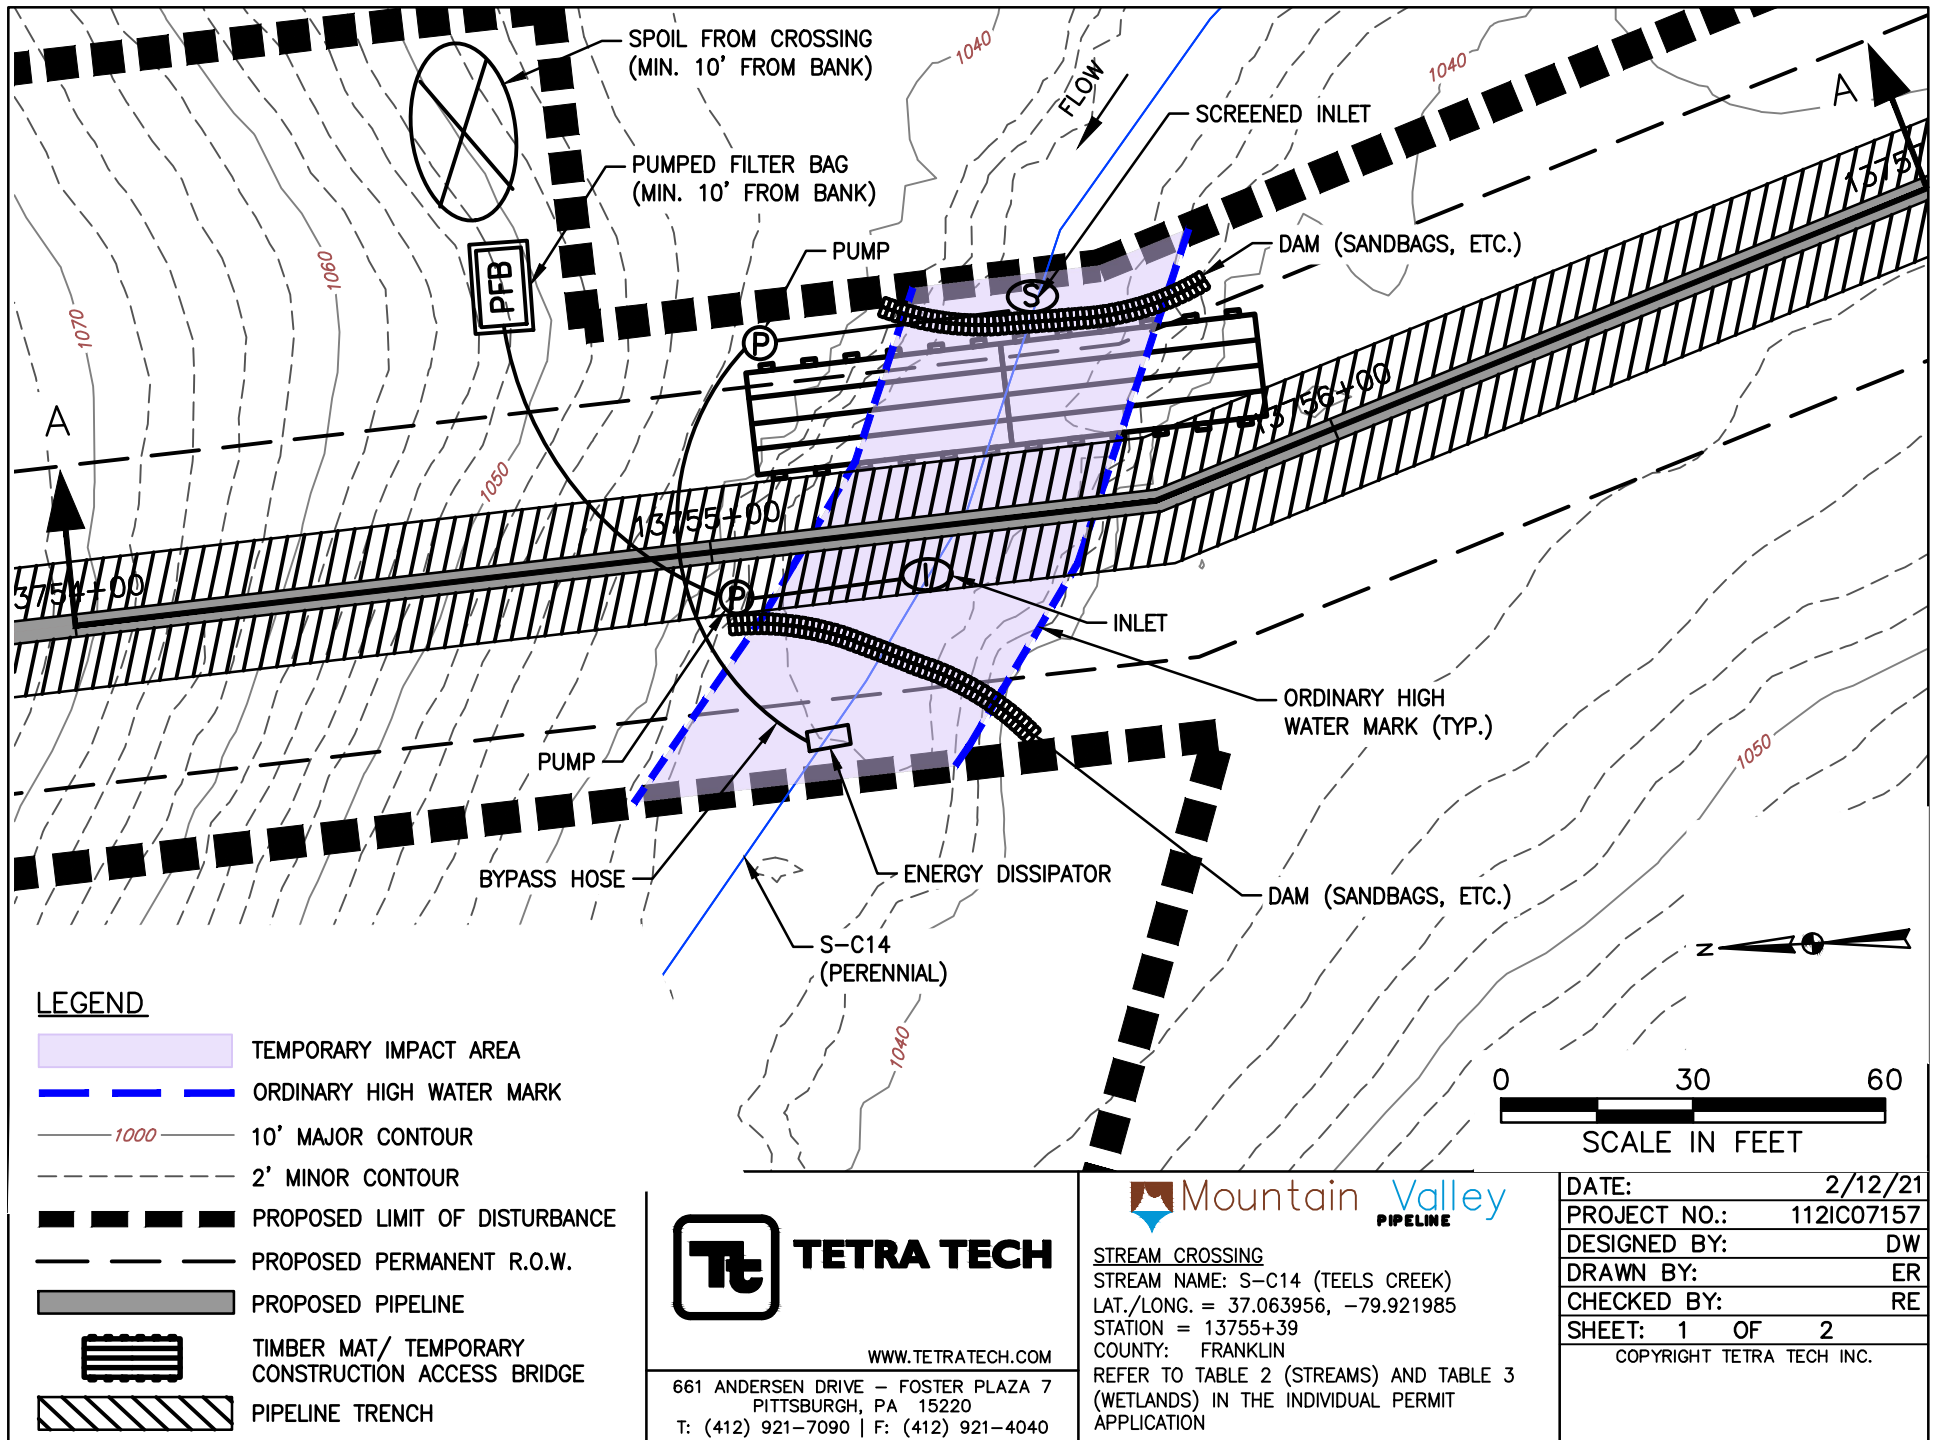 SPOIL FROM CROSSING
(MIN. 10' FROM BANK)
1040
FLOW
1040
A
SCREENED INLET
PUMPED FILTER BAG
(MIN. 10' FROM BANK)
PUMP
DAM (SANDBAGS, ETC.)
1060
PFB
S
1070
P
A
13756+00
1050
13755+00
3754+00
I
P
INLET
ORDINARY HIGH
WATER MARK (TYP.)
PUMP
1050
BYPASS HOSE
ENERGY DISSIPATOR
DAM (SANDBAGS, ETC.)
S-C14
(PERENNIAL)
N
1040
LEGEND
TEMPORARY IMPACT AREA
ORDINARY HIGH WATER MARK
1000
10' MAJOR CONTOUR
2' MINOR CONTOUR
PROPOSED LIMIT OF DISTURBANCE
PROPOSED PERMANENT R.O.W.
PROPOSED PIPELINE
TIMBER MAT/ TEMPORARY
CONSTRUCTION ACCESS BRIDGE
PIPELINE TRENCH
0 30 60
SCALE IN FEET
Tt TETRA TECH
WWW.TETRATECH.COM
661 ANDERSEN DRIVE – FOSTER PLAZA 7
PITTSBURGH, PA 15220
T: (412) 921-7090 | F: (412) 921-4040
Mountain Valley
PIPELINE
STREAM CROSSING
STREAM NAME: S-C14 (TEELS CREEK)
LAT./LONG. = 37.063956, -79.921985
STATION = 13755+39
COUNTY: FRANKLIN
REFER TO TABLE 2 (STREAMS) AND TABLE 3
(WETLANDS) IN THE INDIVIDUAL PERMIT
APPLICATION
DATE: 2/12/21
PROJECT NO.: 112IC07157
DESIGNED BY: DW
DRAWN BY: ER
CHECKED BY: RE
SHEET: 1 OF 2
COPYRIGHT TETRA TECH INC.